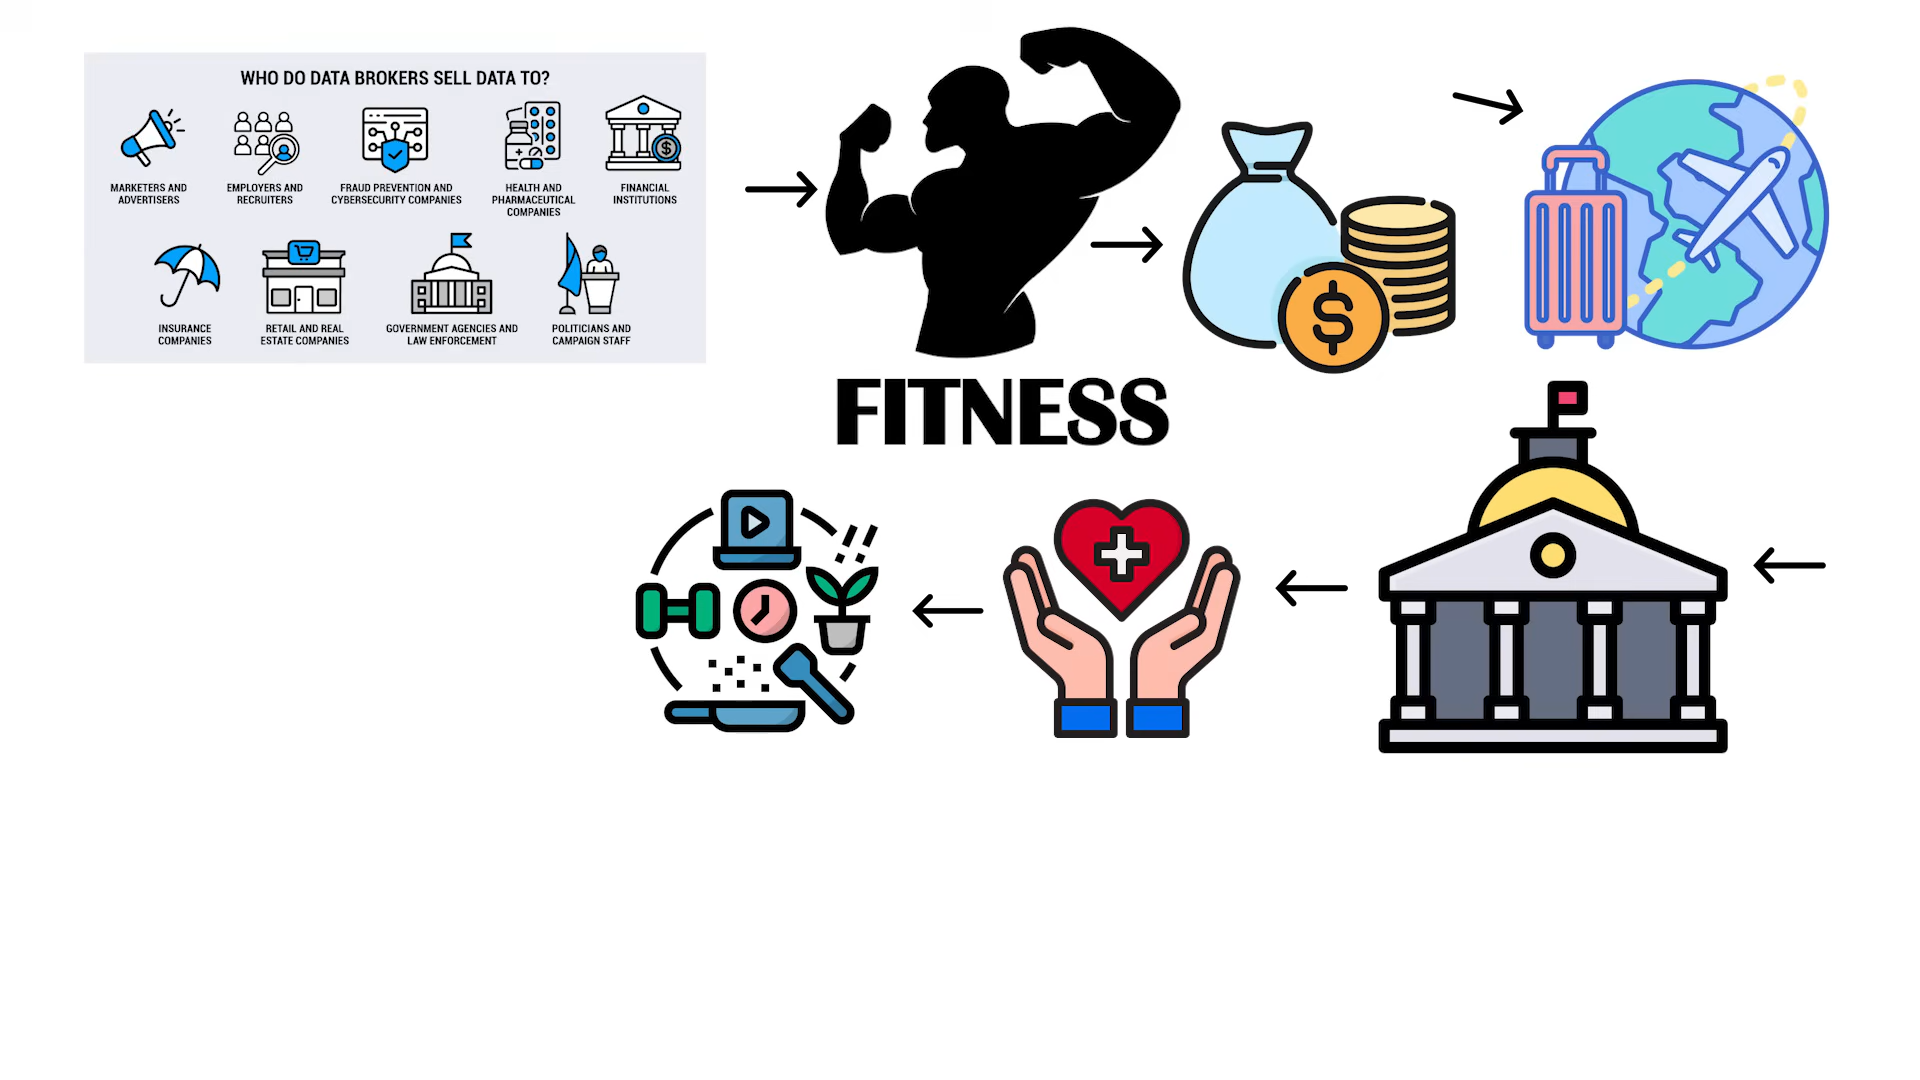 WHO DO DATA BROKERS SELL DATA TO?
MARKETERS AND
ADVERTISERS
EMPLOYERS AND
RECRUITERS
FRAUD PREVENTION AND
CYBERSECURITY COMPANIES
HEALTH AND
PHARMACEUTICAL
COMPANIES
FINANCIAL
INSTITUTIONS
INSURANCE
COMPANIES
RETAIL AND REAL
ESTATE COMPANIES
GOVERNMENT AGENCIES AND
LAW ENFORCEMENT
POLITICIANS AND
CAMPAIGN STAFF
FITNESS